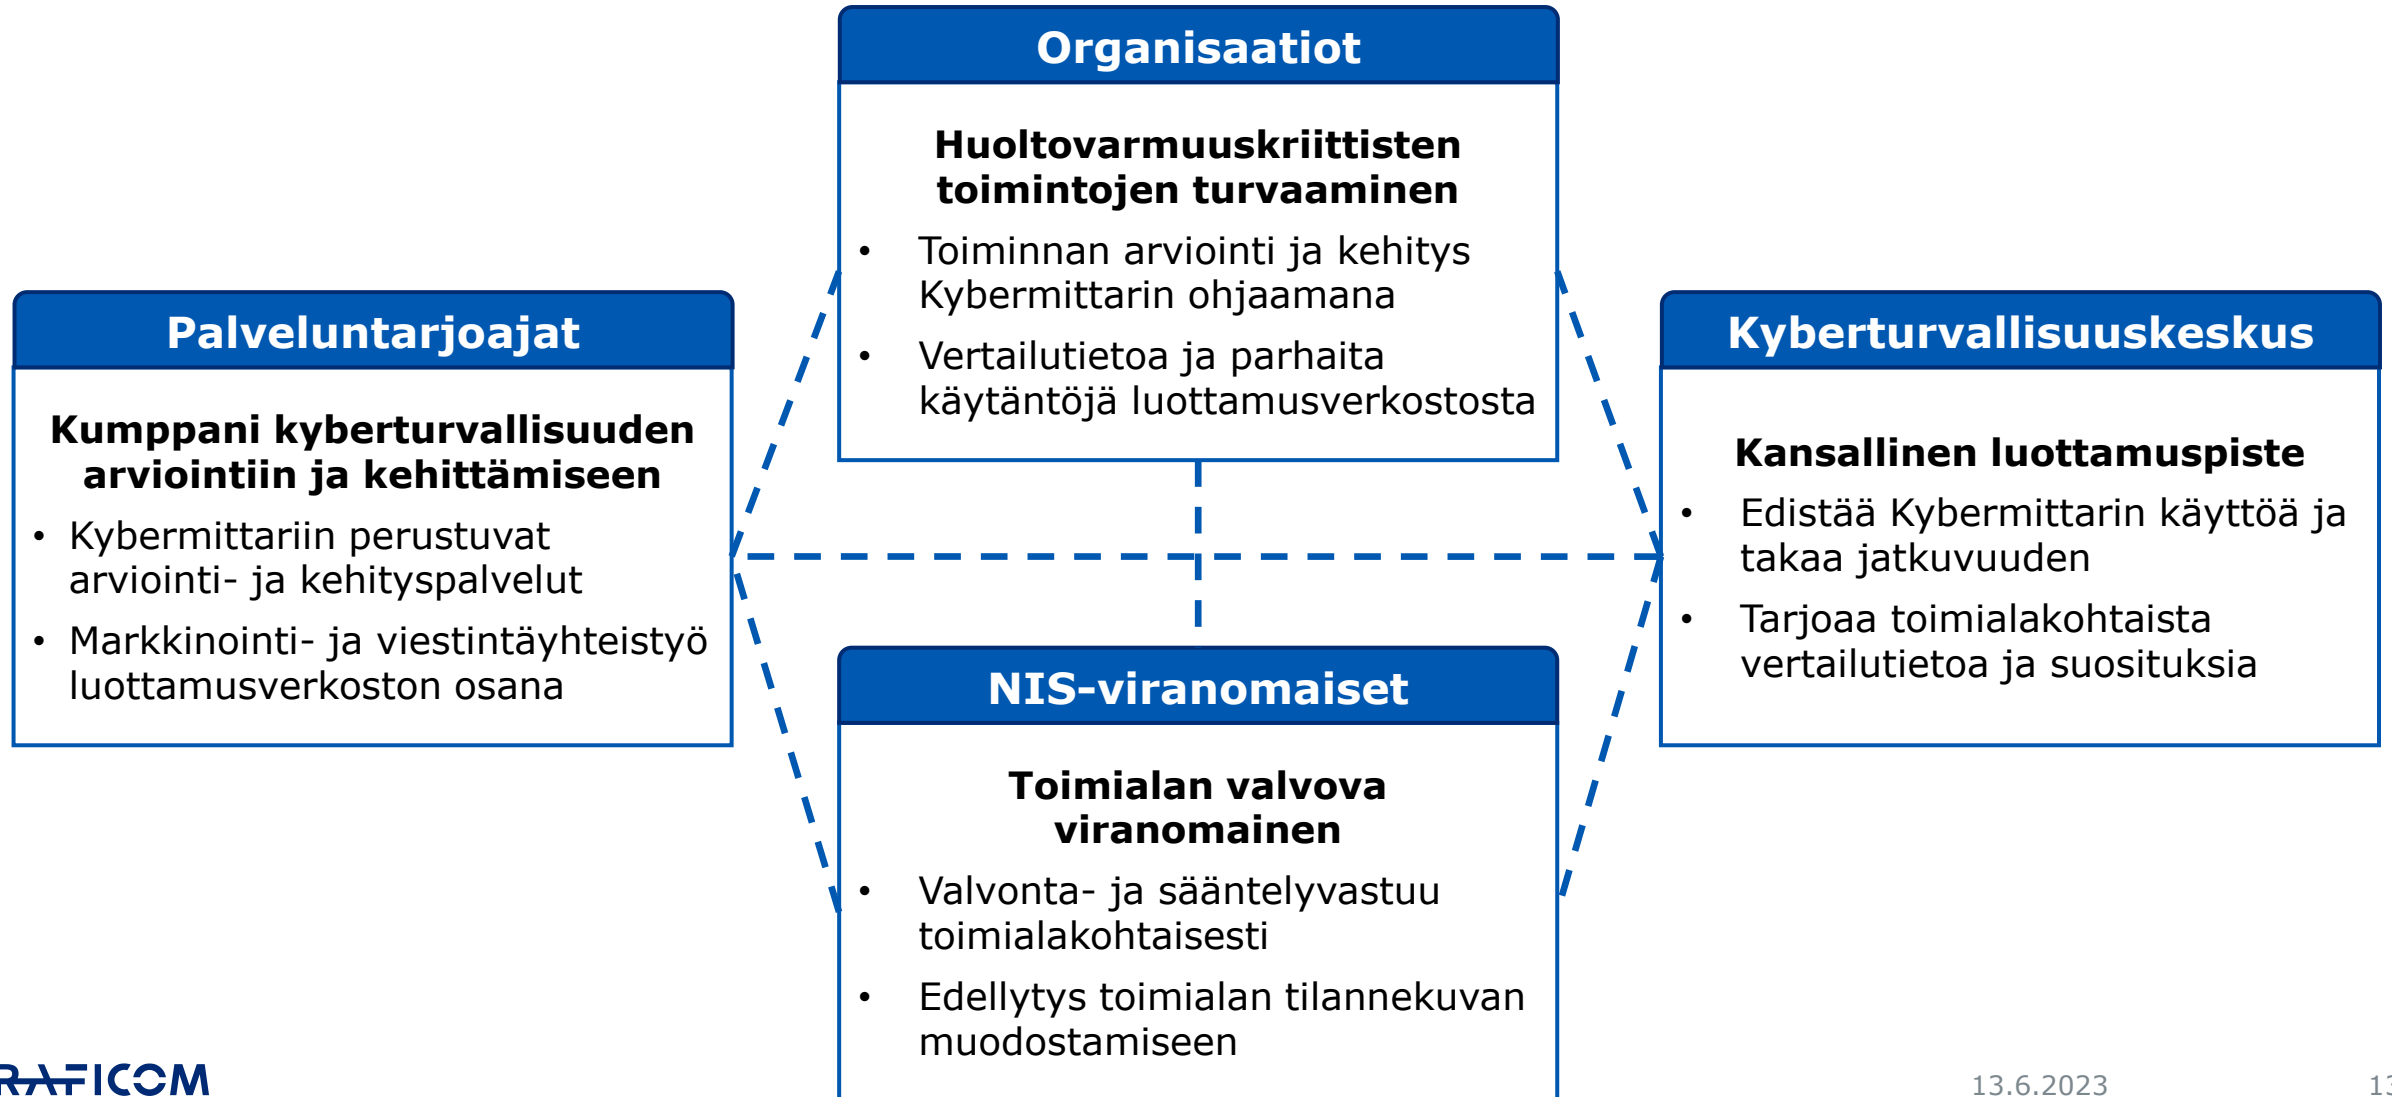 Organisaatiot
Huoltovarmuuskriittisten
toimintojen turvaaminen
• Toiminnan arviointi ja kehitys
Kybermittarin ohjaamana
• Vertailutietoa ja parhaita
käytäntöjä luottamusverkostosta
Palveluntarjoajat
Kumppani kyberturvallisuuden
arviointiin ja kehittämiseen
• Kybermittariin perustuvat
arviointi- ja kehityspalvelut
• Markkinointi- ja viestintäyhteistyö
luottamusverkoston osana
Kyberturvallisuuskeskus
Kansallinen luottamuspiste
• Edistää Kybermittarin käyttöä ja
takaa jatkuvuuden
• Tarjoaa toimialakohtaista
vertailutietoa ja suosituksia
NIS-viranomaiset
Toimialan valvova
viranomainen
• Valvonta- ja sääntelyvastuu
toimialakohtaisesti
• Edellytys toimialan tilannekuvan
muodostamiseen
RAFICOM
13.6.2023